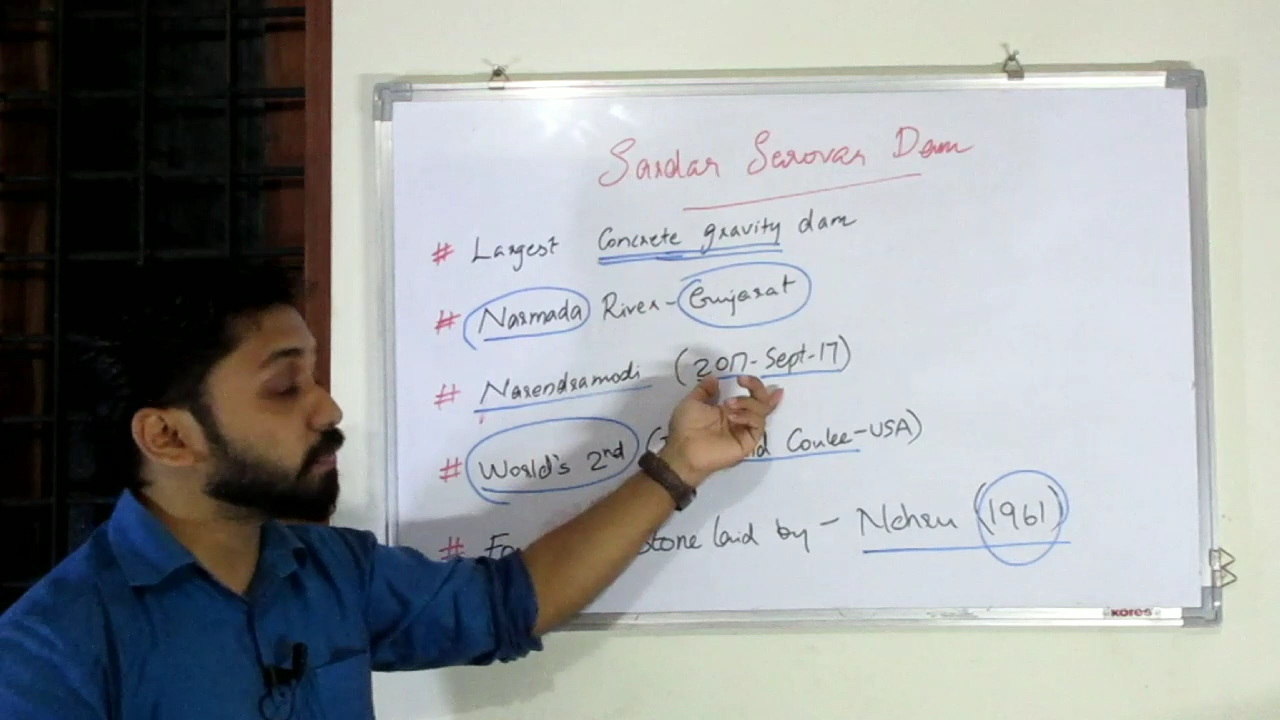 Sardar Sarovar Dam
# Largest Concrete gravity dam
# Narmada River - Gujarat
# Narendramodi (2017-Sept-17)
# World's 2nd ( Coulee-USA)
# stone laid by - Nehru (1961)
kores